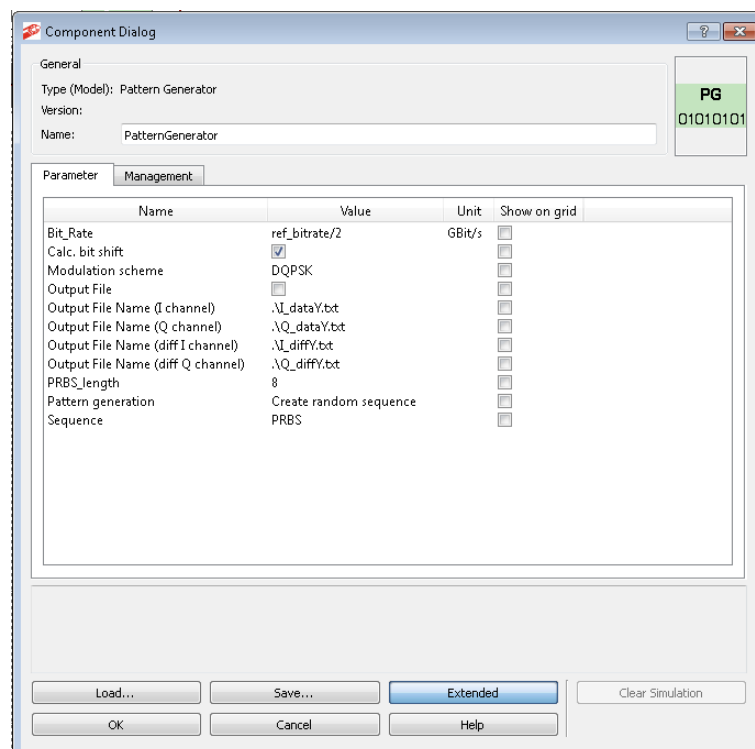 Component Dialog
General
Type (Model): Pattern Generator
Version:
Name: PatternGenerator
PG
01010101
Parameter Management
Name Value Unit Show on grid
Bit_Rate ref_bitrate/2 GBit/s
Calc. bit shift
Modulation scheme DQPSK
Output File
Output File Name (I channel) .\I_dataY.txt
Output File Name (Q channel) .\Q_dataY.txt
Output File Name (diff I channel) .\I_diffY.txt
Output File Name (diff Q channel) .\Q_diffY.txt
PRBS_length 8
Pattern generation Create random sequence
Sequence PRBS
Load... Save... Extended Clear Simulation
OK Cancel Help